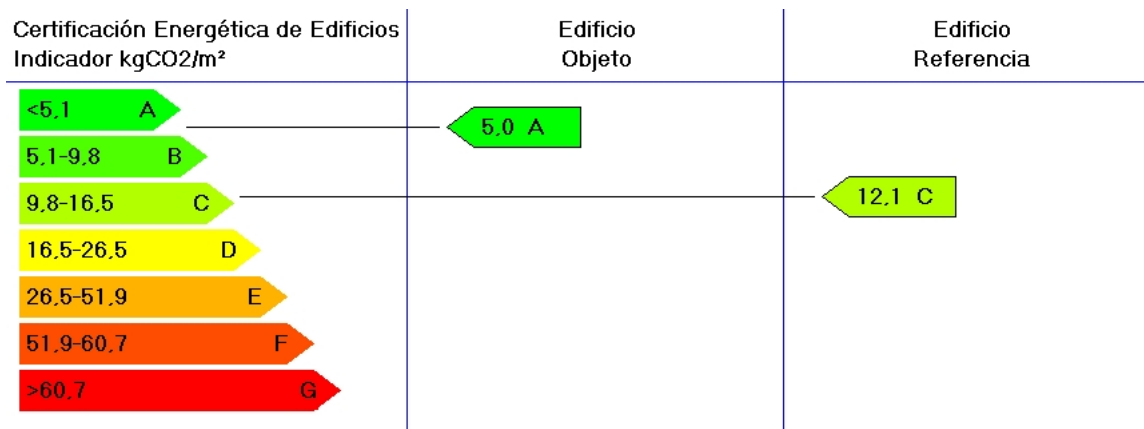 Certificación Energética de Edificios
Indicador kgCO2/m²
Edificio
Objeto
Edificio
Referencia
<5,1 A
5,0 A
5,1-9,8 B
9,8-16,5 C
12,1 C
16,5-26,5 D
26,5-51,9 E
51,9-60,7 F
>60,7 G